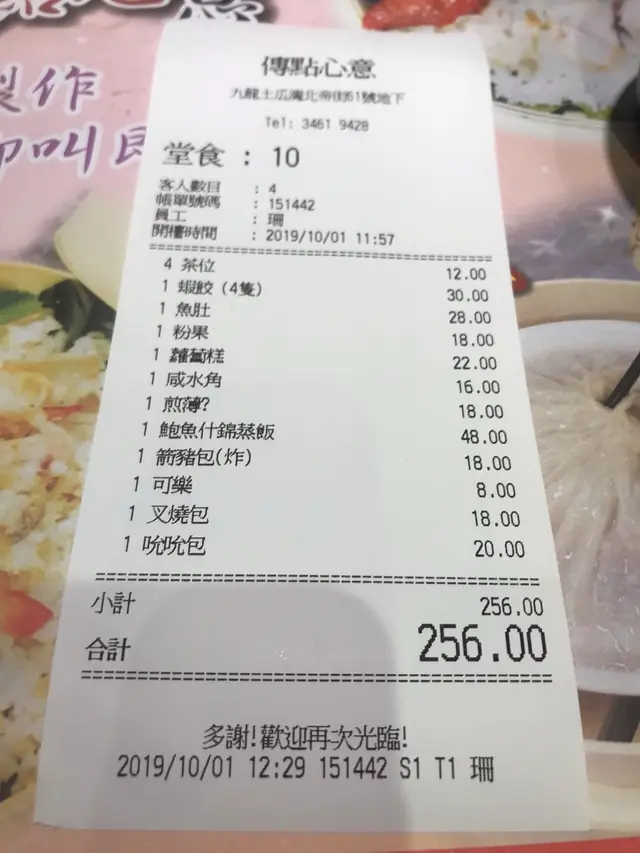 製作
叫
傳點心意
九龍土瓜灣北帝街51號地下
Tel: 3461 9428
堂食 : 10
客人數目 : 4
帳單號碼 : 151442
員工 : 珊
開檯時間 : 2019/10/01 11:57
4 茶位 12.00
1 蝦餃 (4隻) 30.00
1 魚肚 28.00
1 粉果 18.00
1 蘿蔔糕 22.00
1 咸水角 16.00
1 煎薄? 18.00
1 鮑魚什錦蒸飯 48.00
1 箭豬包(炸) 18.00
1 可樂 8.00
1 叉燒包 18.00
1 吮吮包 20.00
小計 256.00
合計 256.00
多謝!歡迎再次光臨!
2019/10/01 12:29 151442 S1 T1 珊